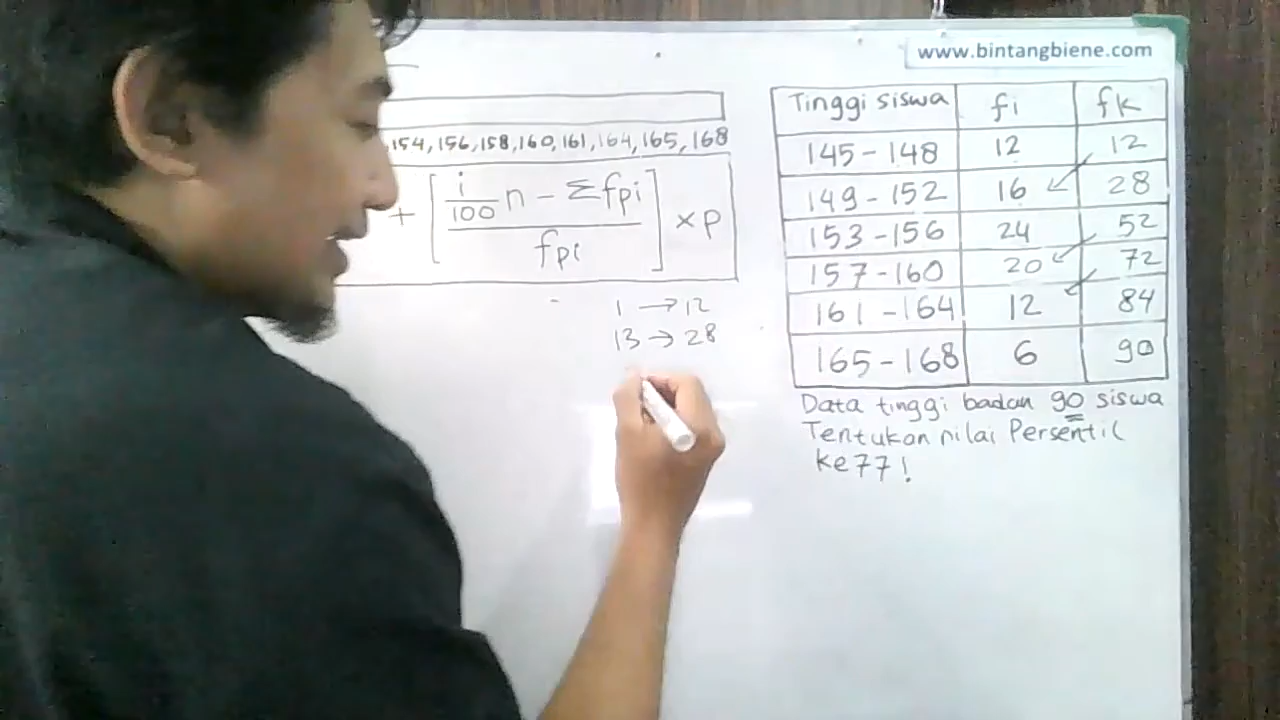 www.bintangbiene.com
154, 156, 158, 160, 161, 164, 165, 168
+ [ i/100 n - Σfpi / fpi ] × p
1 → 12
13 → 28
Tinggi siswa fi fk
145 - 148 12 12
149 - 152 16 28
153 - 156 24 52
157 - 160 20 72
161 - 164 12 84
165 - 168 6 90
Data tinggi badan 90 siswa
Tentukan nilai Persentil
ke 77 !